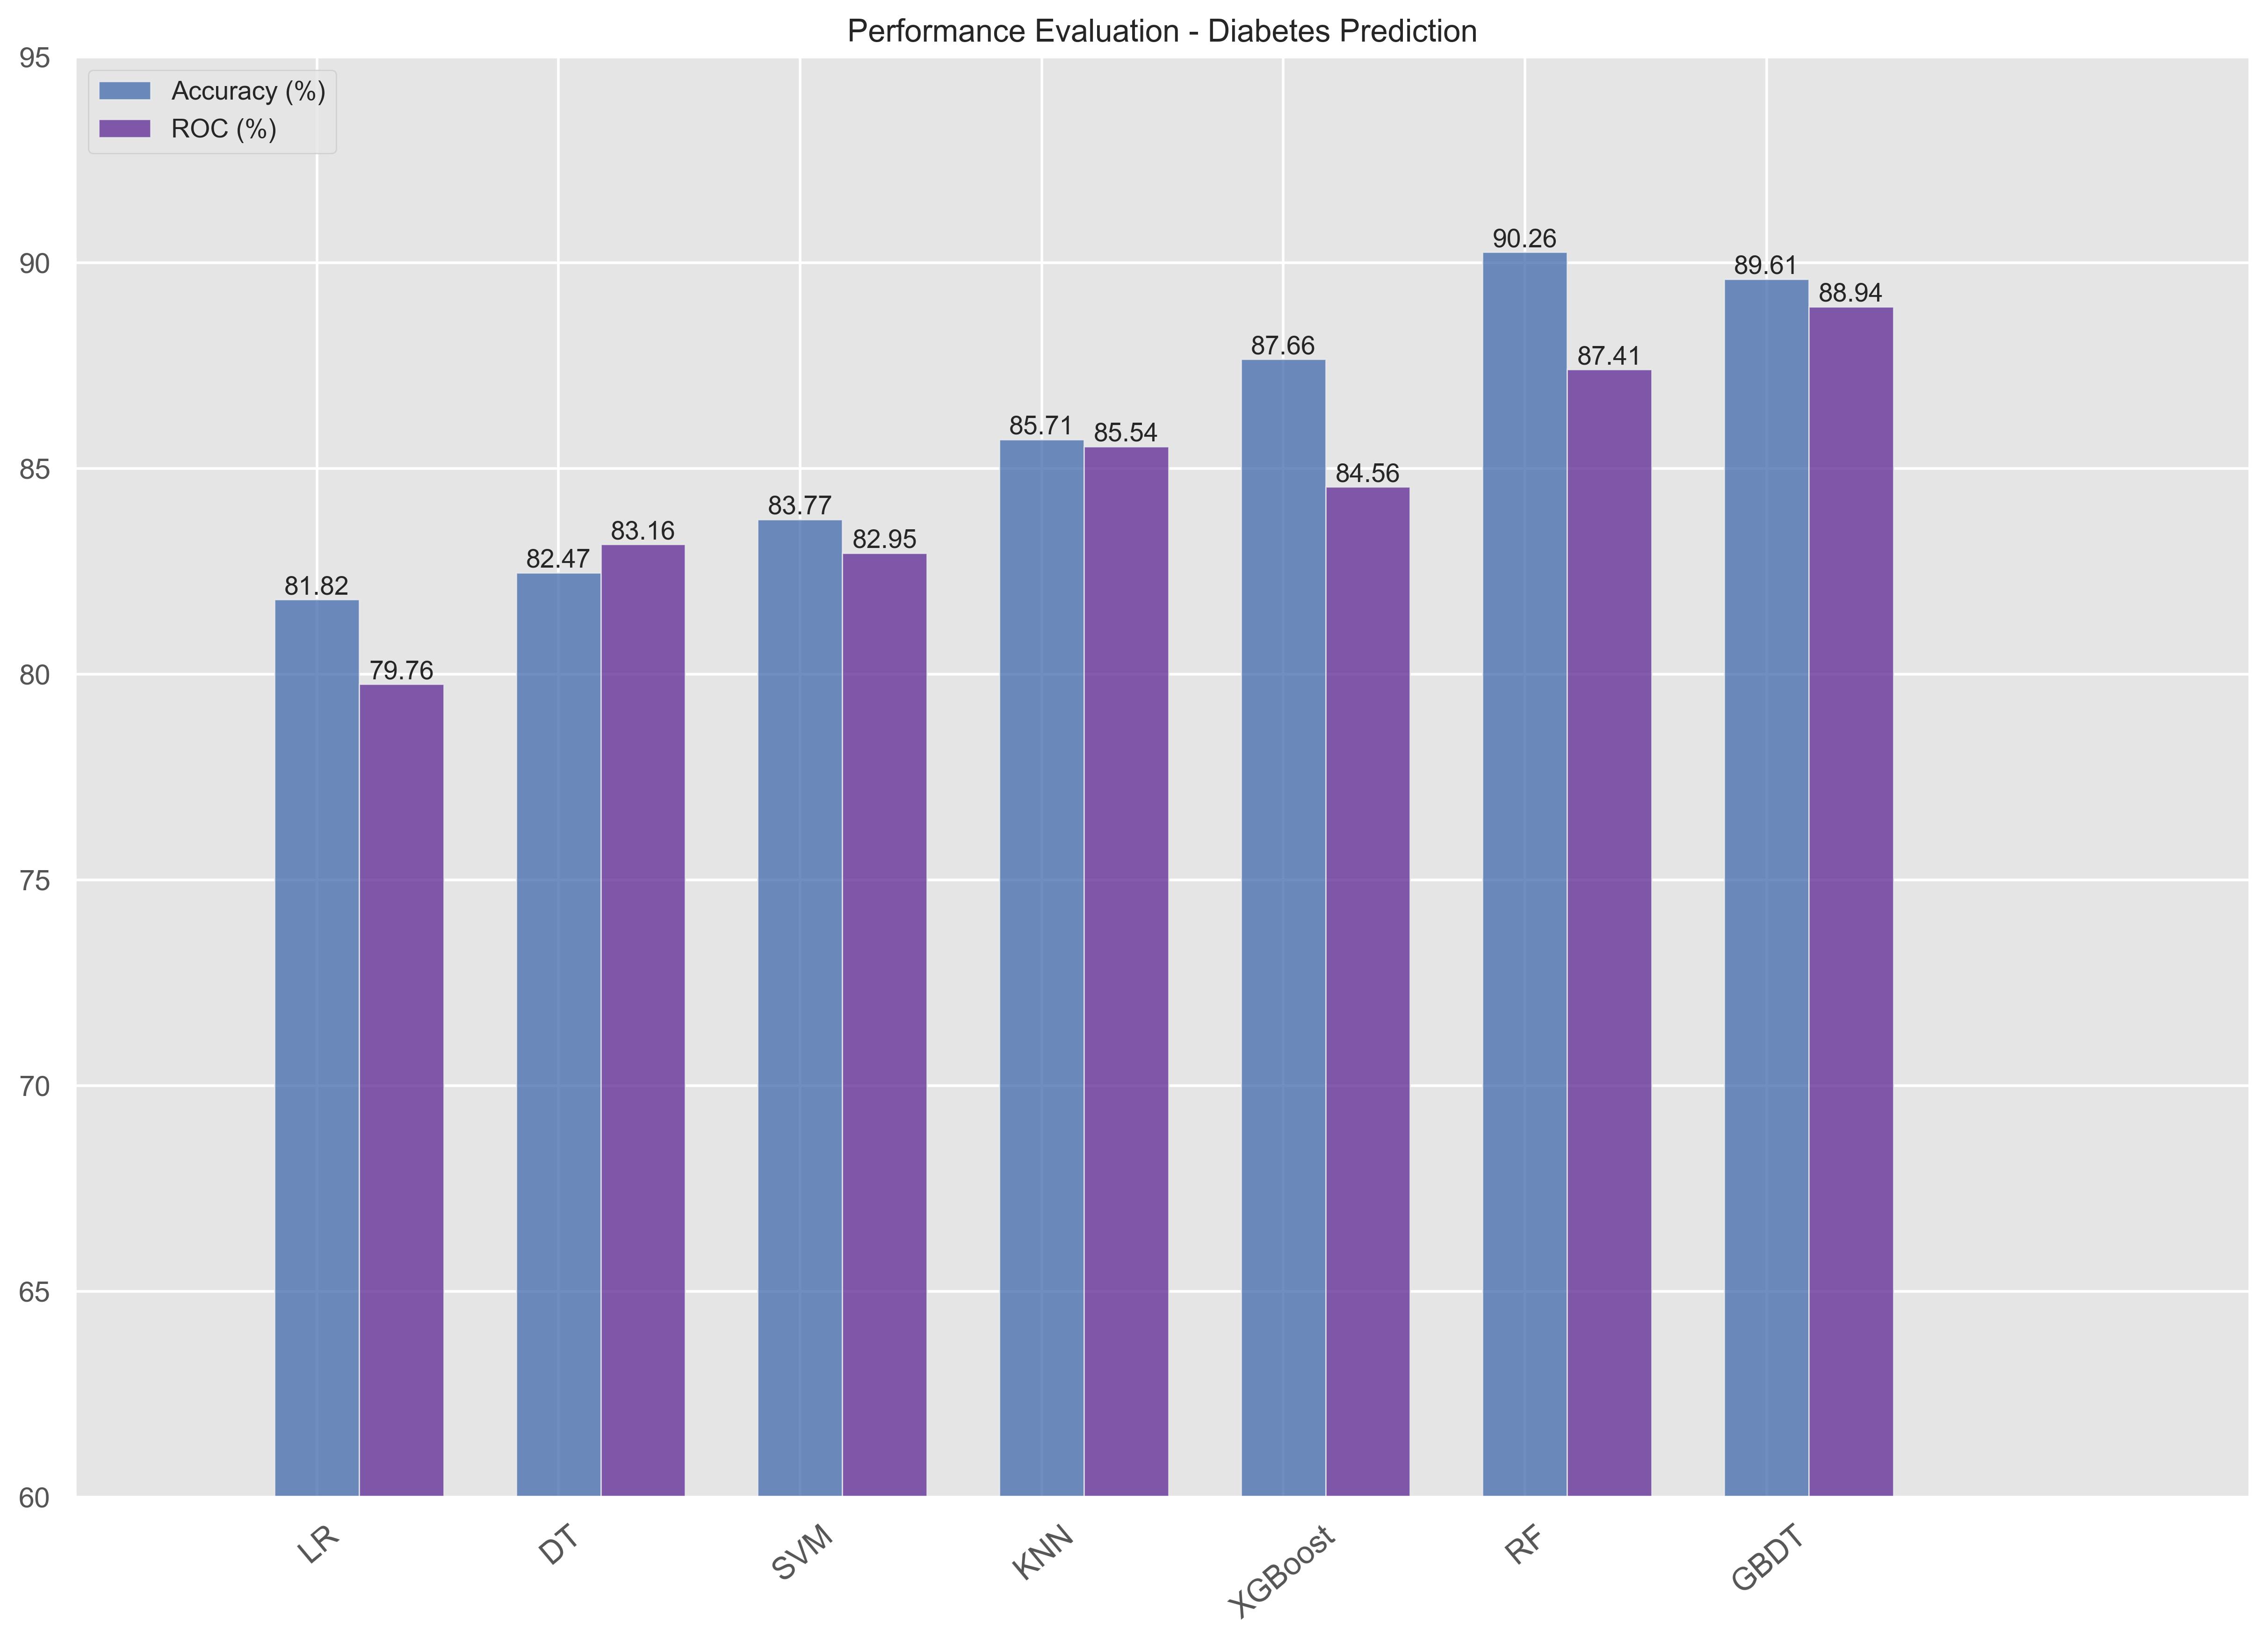 Performance Evaluation - Diabetes Prediction
95
90
85
80
75
70
65
60
Accuracy (%)
ROC (%)
81.82
79.76
82.47
83.16
83.77
82.95
85.71
85.54
87.66
84.56
90.26
87.41
89.61
88.94
LR
DT
SVM
KNN
XGBoost
RF
GBDT